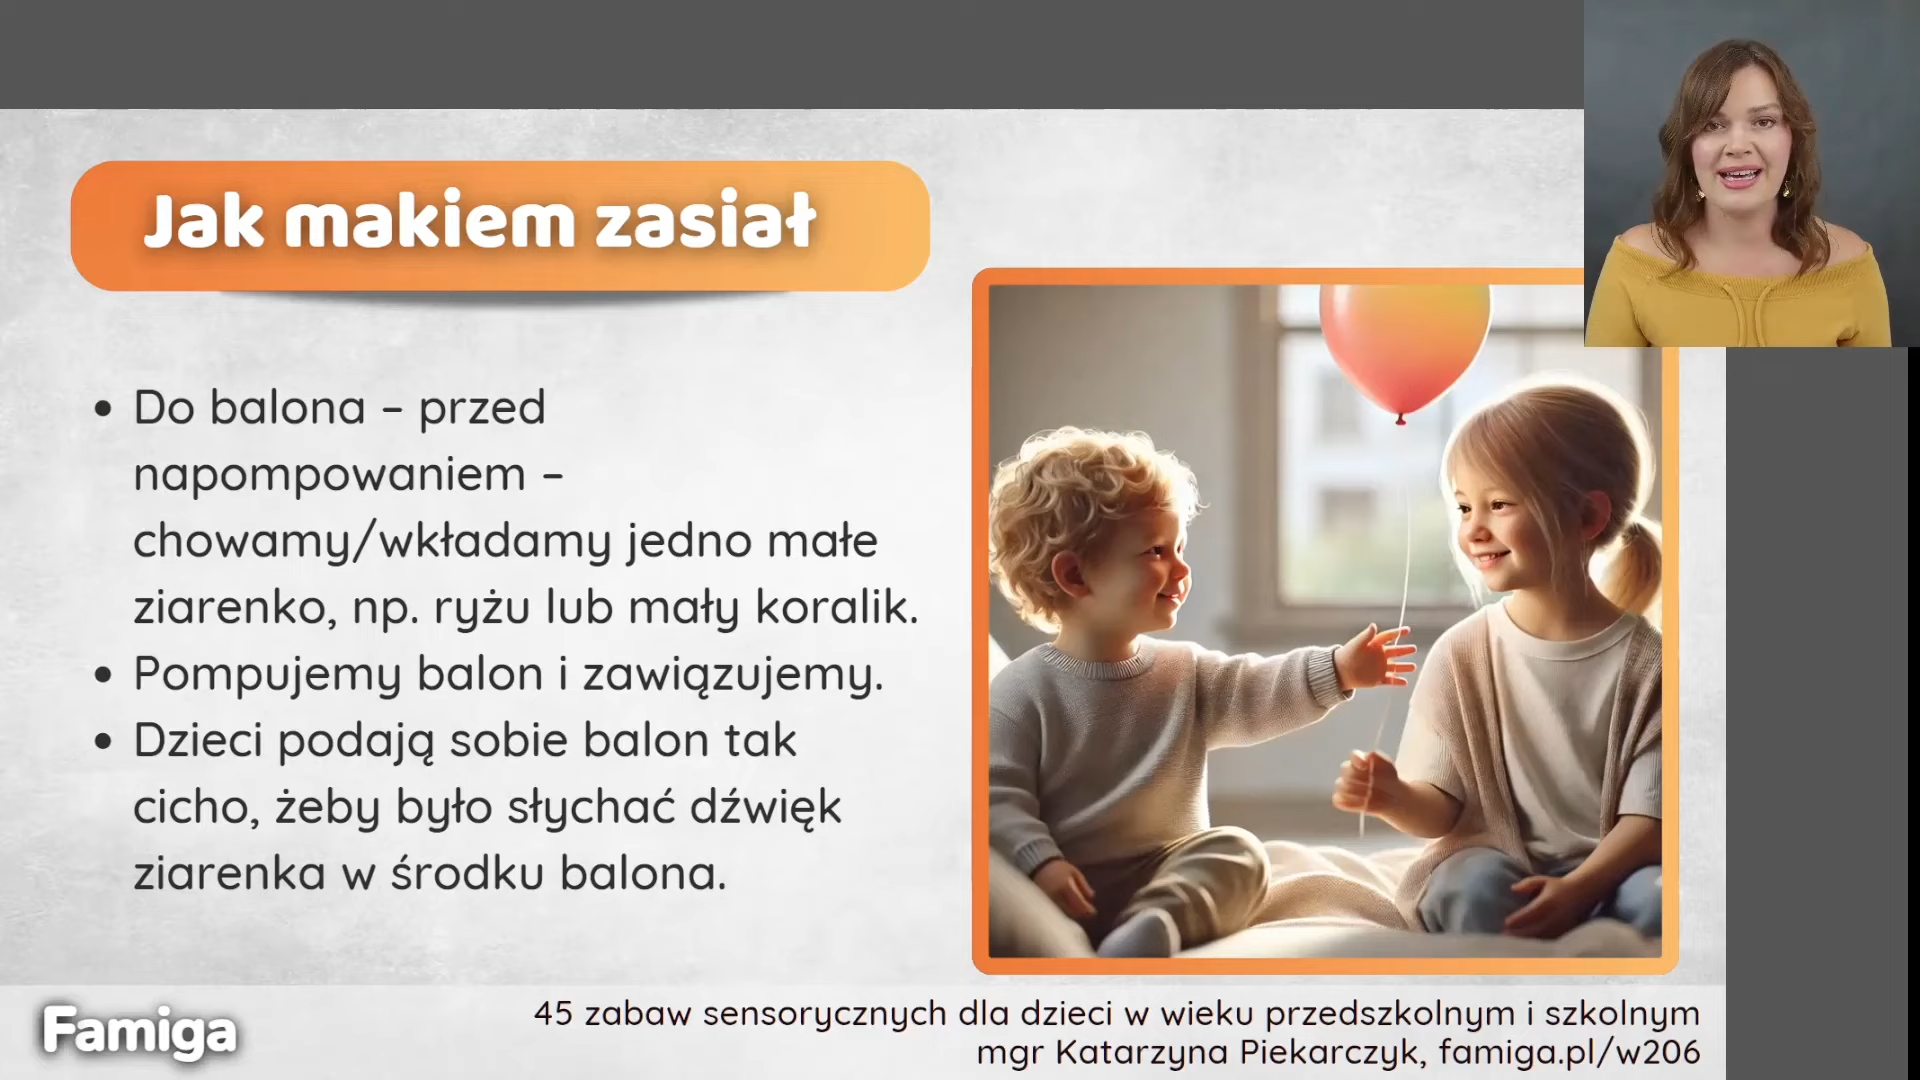 Jak makiem zasiał
• Do balona – przed
napompowaniem –
chowamy/wkładamy jedno małe
ziarenko, np. ryżu lub mały koralik.
• Pompujemy balon i zawiązujemy.
• Dzieci podają sobie balon tak
cicho, żeby było słychać dźwięk
ziarenka w środku balona.
Famiga
45 zabaw sensorycznych dla dzieci w wieku przedszkolnym i szkolnym
mgr Katarzyna Piekarczyk, famiga.pl/w206